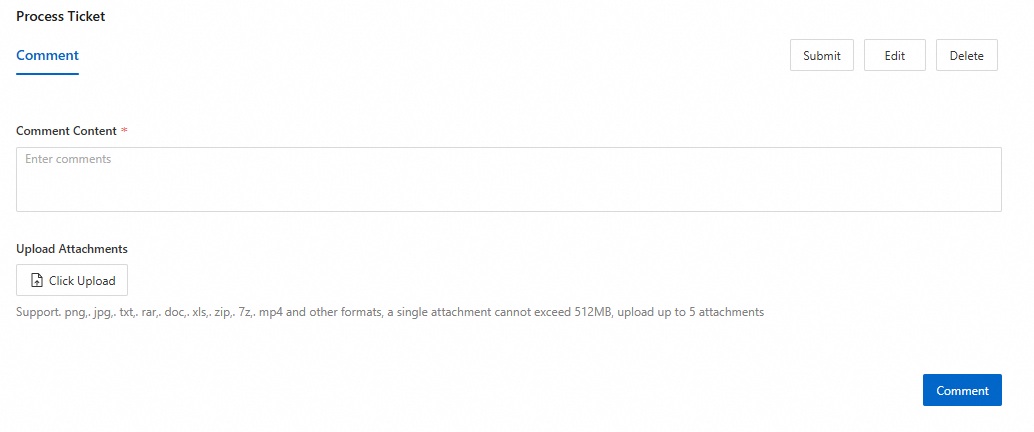 Process Ticket
Comment
Submit
Edit
Delete
Comment Content *
Enter comments
Upload Attachments
Click Upload
Support. png,. jpg,. txt,. rar,. doc,. xls,. zip,. 7z,. mp4 and other formats, a single attachment cannot exceed 512MB, upload up to 5 attachments
Comment